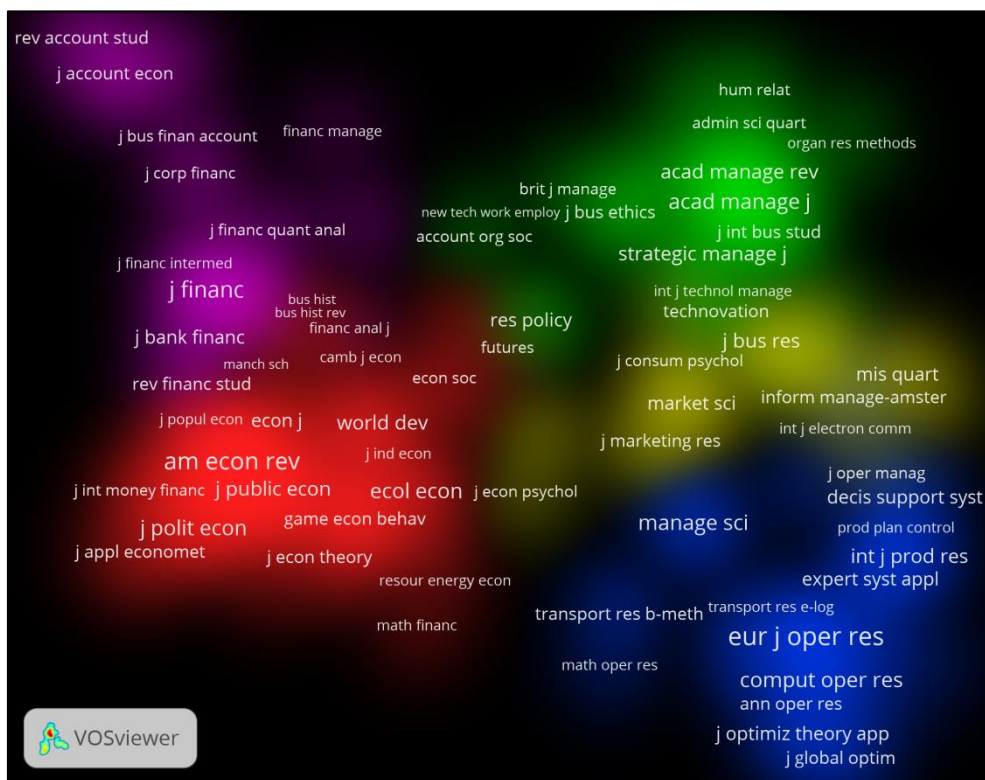 rev account stud
j account econ
hum relat
admin sci quart
j bus finan account
financ manage
organ res methods
j corp financ
acad manage rev
brit j manage
acad manage j
new tech work employ
j bus ethics
j financ quant anal
account org soc
j int bus stud
strategic manage j
j financ intermed
j financ
int j technol manage
bus hist
bus hist rev
technovation
res policy
financ anal j
j bank financ
j bus res
futures
camb j econ
j consum psychol
manch sch
econ soc
mis quart
rev financ stud
inform manage-amster
market sci
j popul econ
econ j
world dev
int j electron comm
j marketing res
j ind econ
am econ rev
j oper manag
j int money financ
j public econ
ecol econ
j econ psychol
decis support syst
game econ behav
manage sci
j polit econ
prod plan control
j appl economet
j econ theory
int j prod res
resour energy econ
expert syst appl
transport res b-meth
transport res e-log
math financ
eur j oper res
math oper res
comput oper res
ann oper res
j optimiz theory app
j global optim
VOSviewer